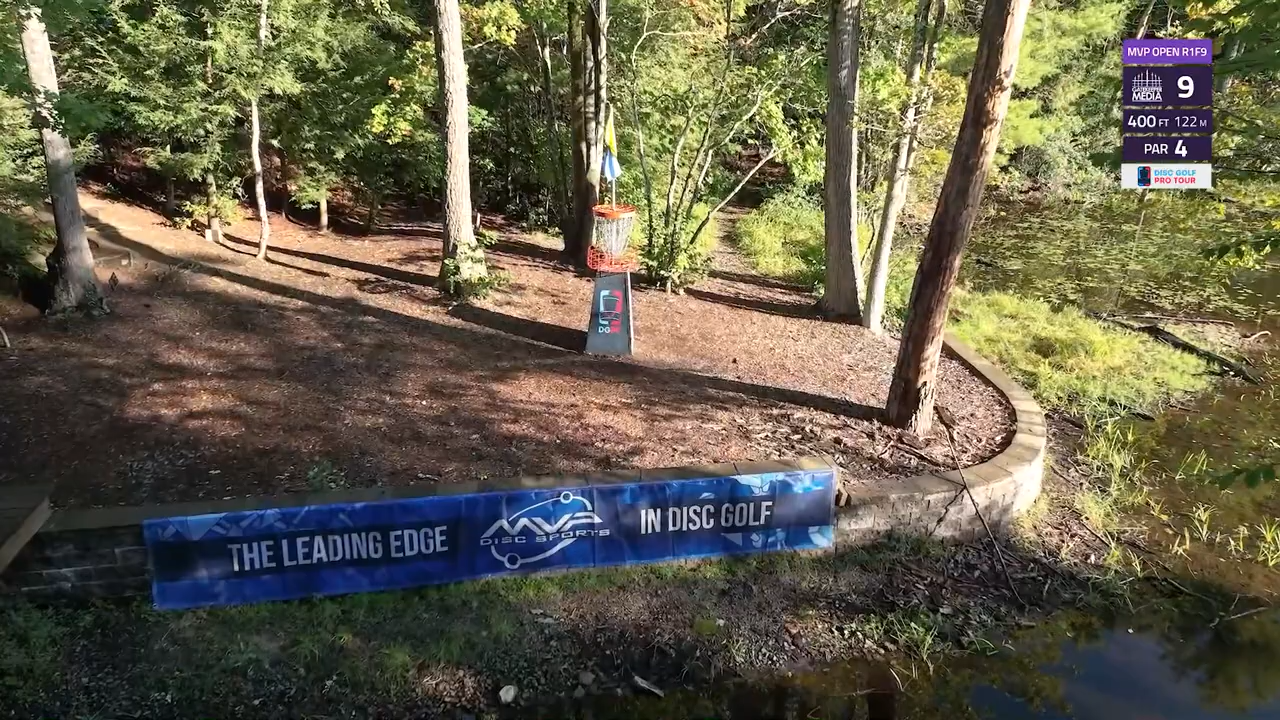 MVP OPEN R1F9
GATEKEEPER
MEDIA
9
400 FT 122 M
PAR 4
DISC GOLF
PRO TOUR
THE LEADING EDGE
MVP
DISC SPORTS
IN DISC GOLF